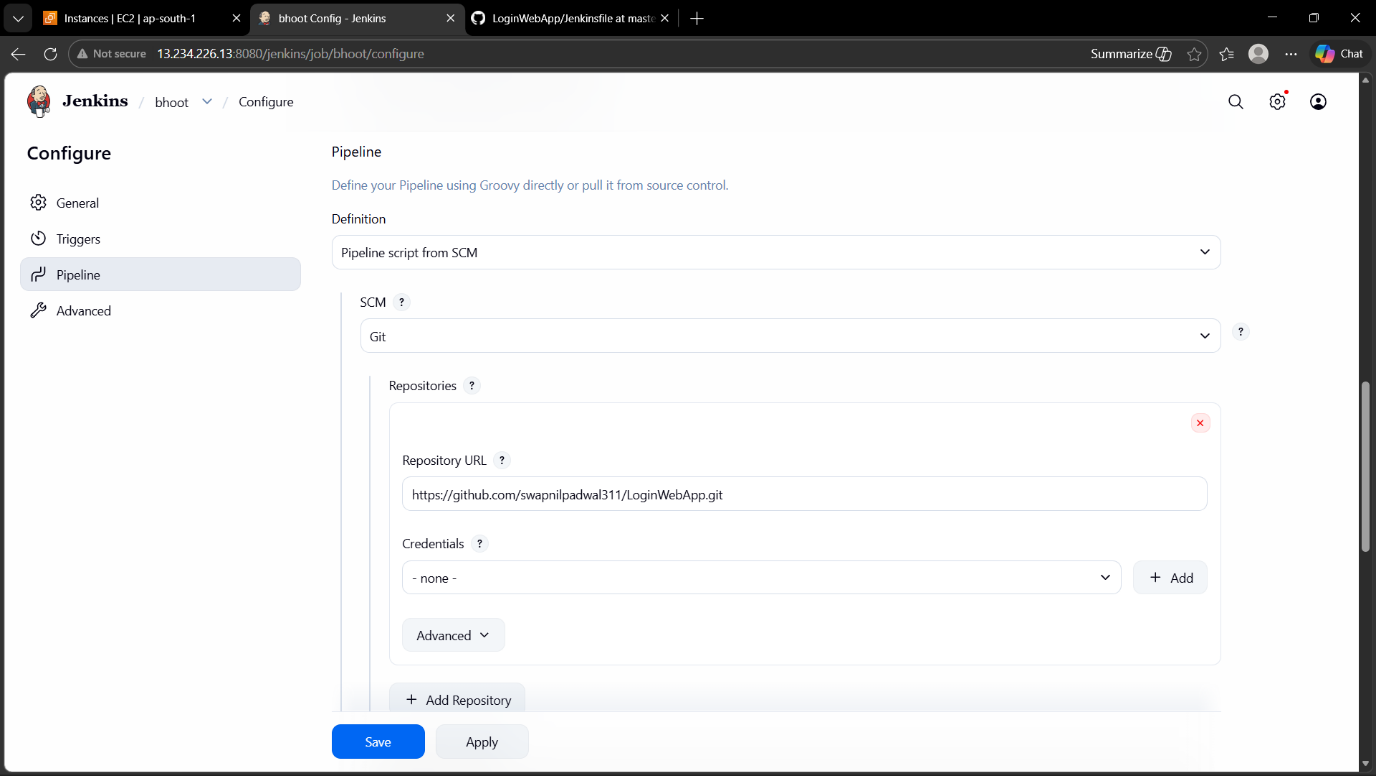 Instances | EC2 | ap-south-1
bhoot Config - Jenkins
LoginWebApp/Jenkinsfile at maste
Not secure 13.234.226.13:8080/jenkins/job/bhoot/configure Summarize Chat
Jenkins / bhoot / Configure
Configure
General
Triggers
Pipeline
Advanced
Pipeline
Define your Pipeline using Groovy directly or pull it from source control.
Definition
Pipeline script from SCM
SCM ?
Git
?
Repositories ?
Repository URL ?
https://github.com/swapnilpadwal311/LoginWebApp.git
Credentials ?
- none -
+ Add
Advanced
+ Add Repository
Save Apply